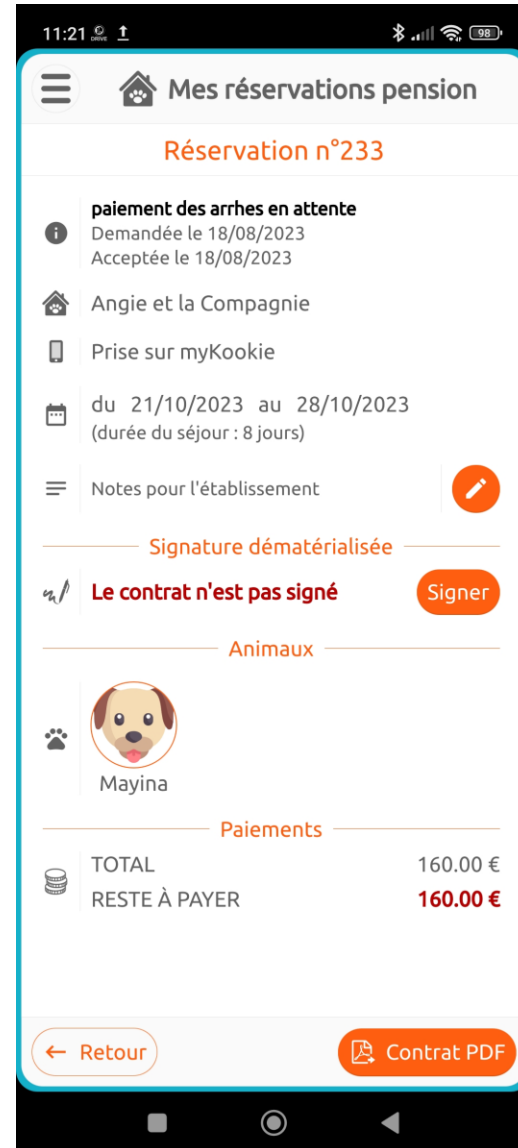 11:21
98
Mes réservations pension
Réservation n°233
paiement des arrhes en attente
Demandée le 18/08/2023
Acceptée le 18/08/2023
Angie et la Compagnie
Prise sur myKookie
du 21/10/2023 au 28/10/2023
(durée du séjour : 8 jours)
Notes pour l'établissement
Signature dématérialisée
Le contrat n'est pas signé
Signer
Animaux
Mayina
Paiements
TOTAL 160.00 €
RESTE À PAYER 160.00 €
Retour
Contrat PDF